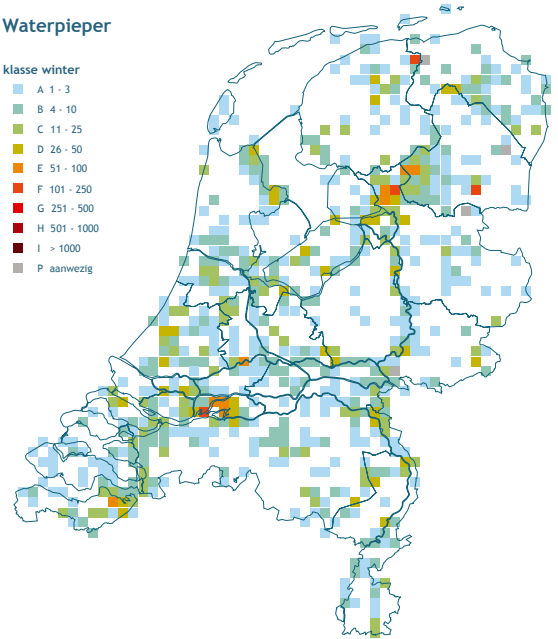 Waterpieper
klasse winter
A 1 - 3
B 4 - 10
C 11 - 25
D 26 - 50
E 51 - 100
F 101 - 250
G 251 - 500
H 501 - 1000
I > 1000
P aanwezig